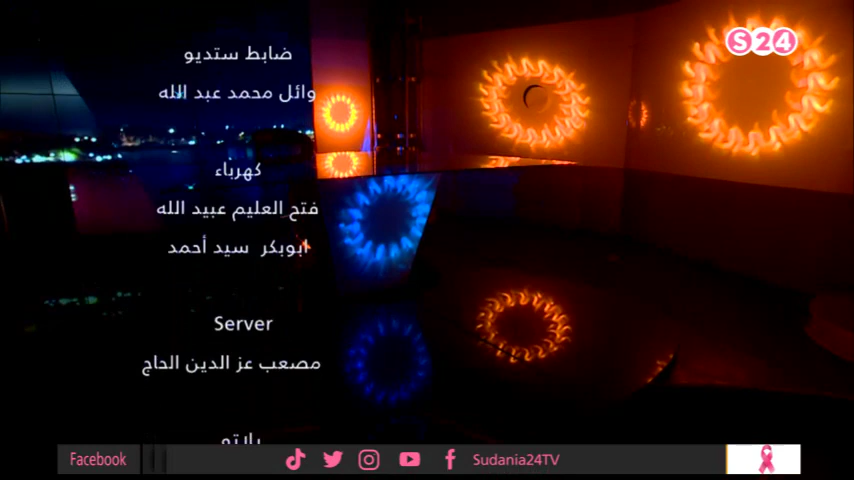 S24
ضابط ستديو
وائل محمد عبد الله
كهرباء
فتح العليم عبيد الله
ابوبكر سيد أحمد
Server
مصعب عز الدين الحاج
بلاتو
Facebook
Sudania24TV